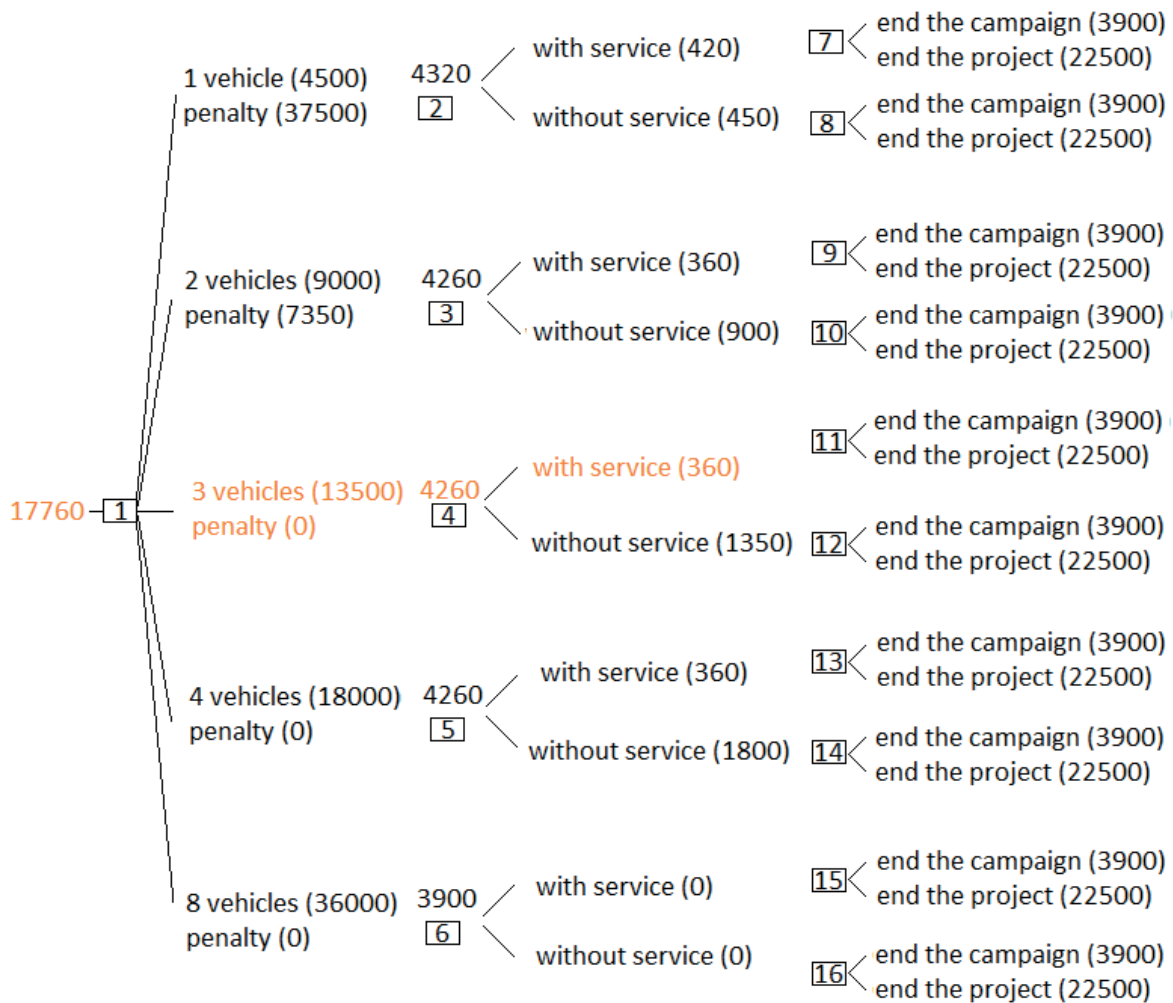 end the campaign (3900)
with service (420)
7
end the project (22500)
1 vehicle (4500)
4320
penalty (37500)
2
end the campaign (3900)
without service (450)
8
end the project (22500)
end the campaign (3900)
with service (360)
9
end the project (22500)
2 vehicles (9000)
4260
penalty (7350)
3
end the campaign (3900)
without service (900)
10
end the project (22500)
end the campaign (3900)
11
end the project (22500)
with service (360)
3 vehicles (13500)
4260
17760
1
penalty (0)
4
end the campaign (3900)
without service (1350)
12
end the project (22500)
end the campaign (3900)
with service (360)
13
end the project (22500)
4 vehicles (18000)
4260
penalty (0)
5
end the campaign (3900)
without service (1800)
14
end the project (22500)
end the campaign (3900)
with service (0)
15
end the project (22500)
8 vehicles (36000)
3900
penalty (0)
6
end the campaign (3900)
without service (0)
16
end the project (22500)